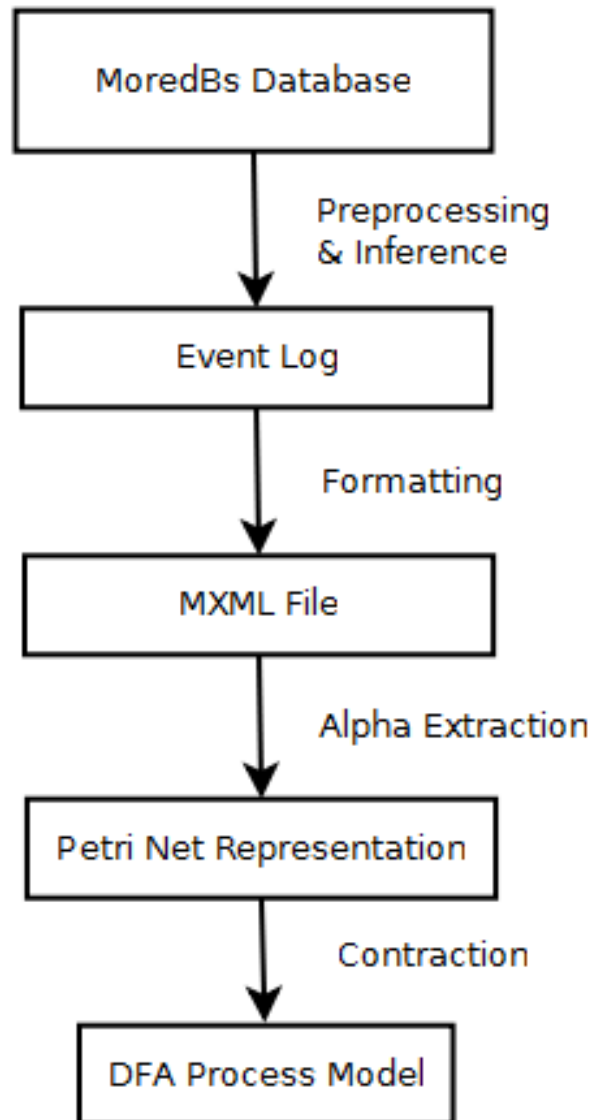 MoredBs Database
Preprocessing
& Inference
Event Log
Formatting
MXML File
Alpha Extraction
Petri Net Representation
Contraction
DFA Process Model